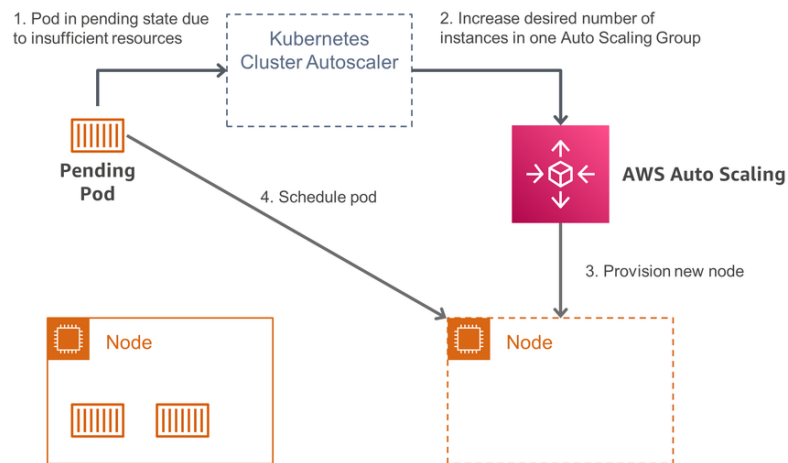 1. Pod in pending state due
to insufficient resources
Kubernetes
Cluster Autoscaler
2. Increase desired number of
instances in one Auto Scaling Group
Pending
Pod
4. Schedule pod
AWS Auto Scaling
3. Provision new node
Node
Node